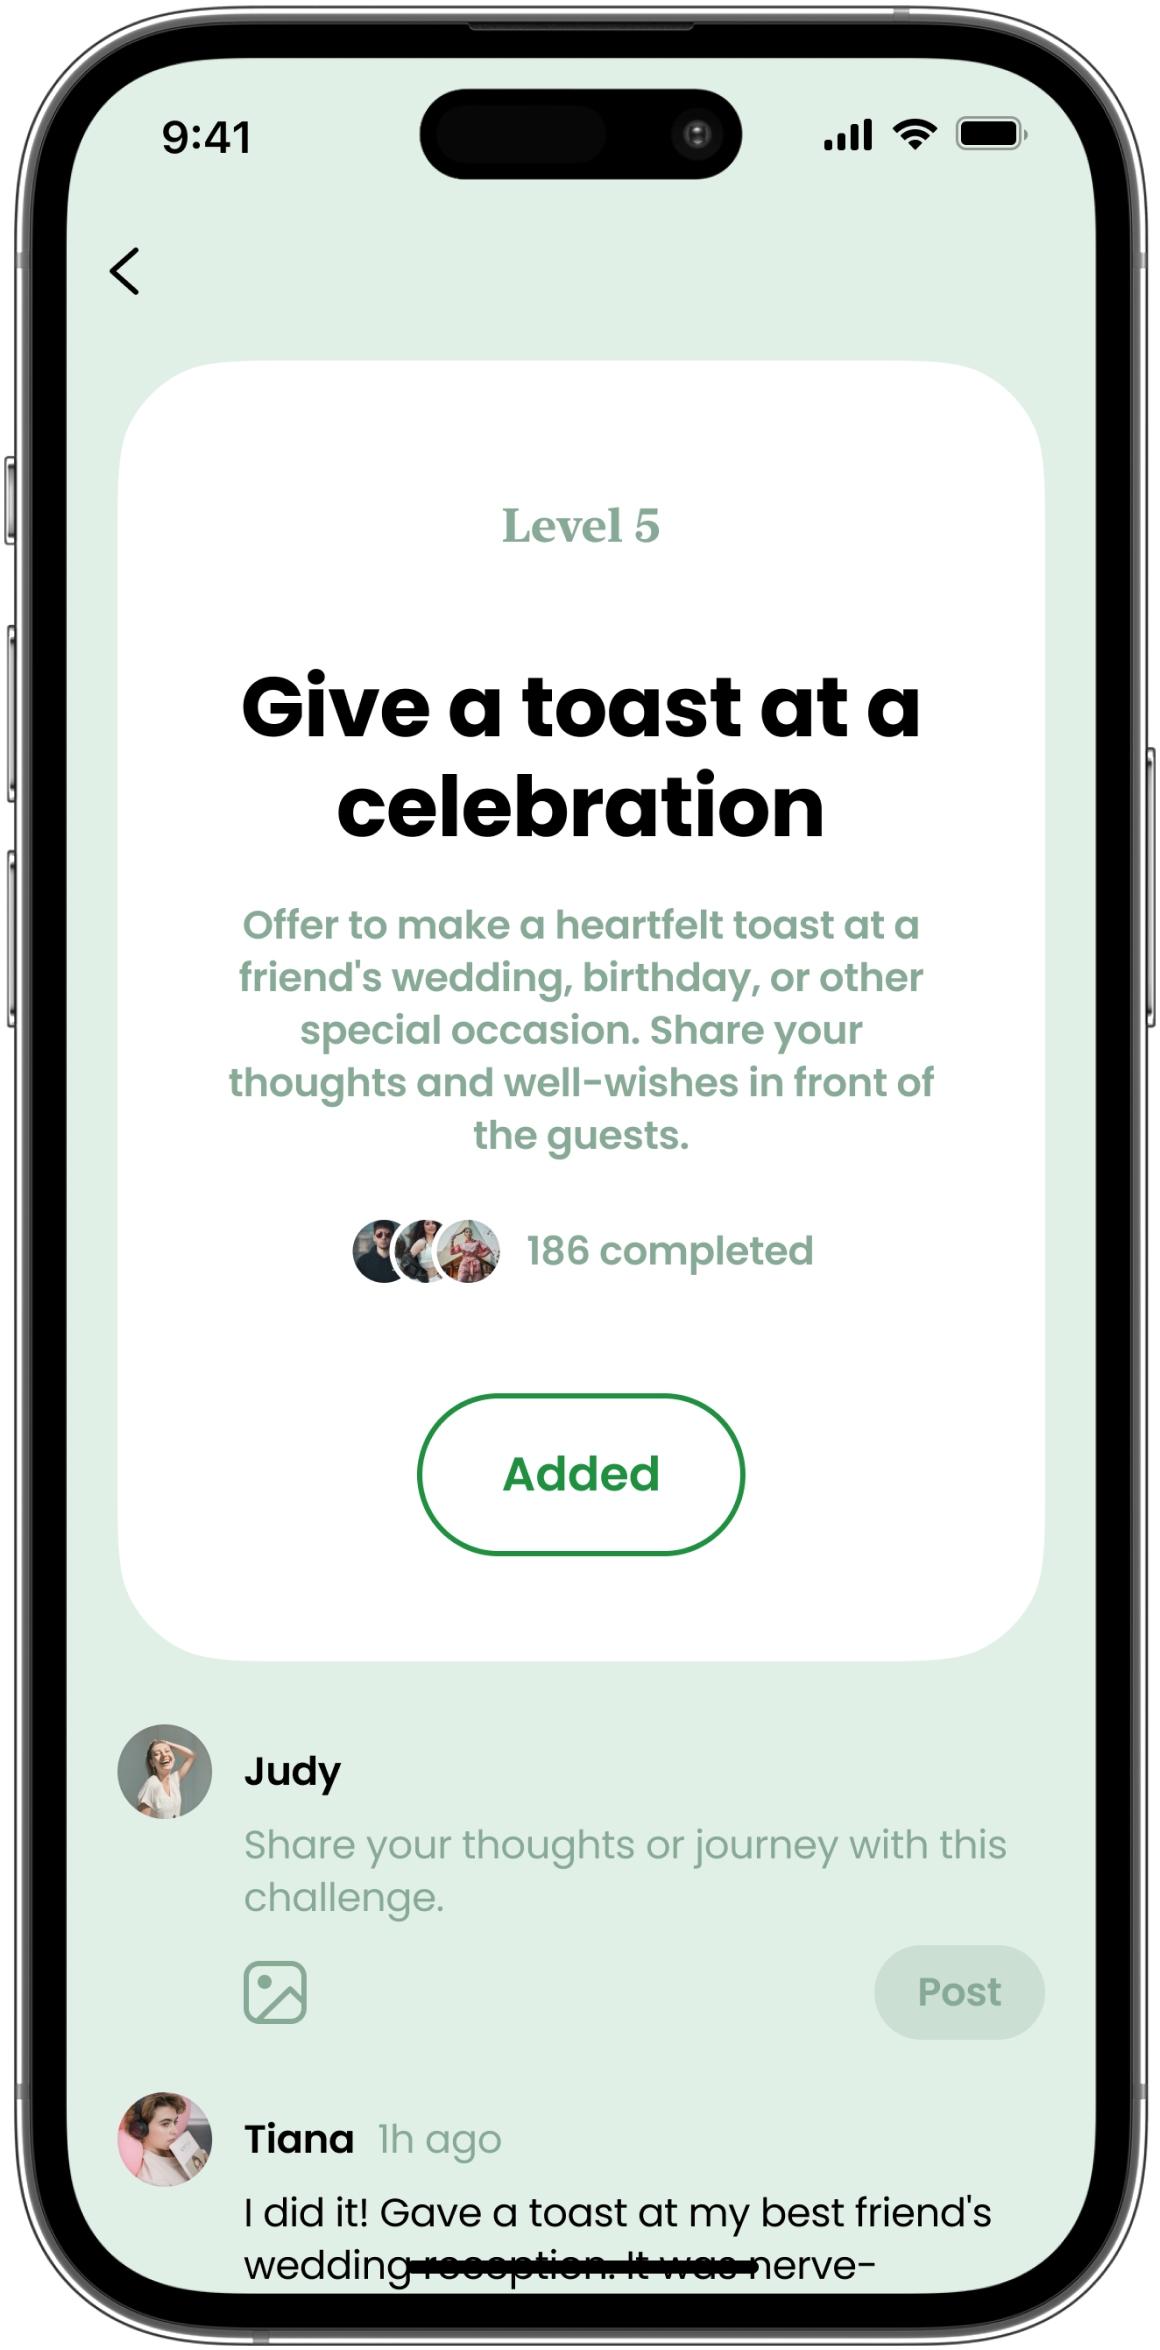 9:41
Level 5
Give a toast at a
celebration
Offer to make a heartfelt toast at a
friend's wedding, birthday, or other
special occasion. Share your
thoughts and well-wishes in front of
the guests.
186 completed
Added
Judy
Share your thoughts or journey with this
challenge.
Post
Tiana 1h ago
I did it! Gave a toast at my best friend's
wedding reception. It was nerve-